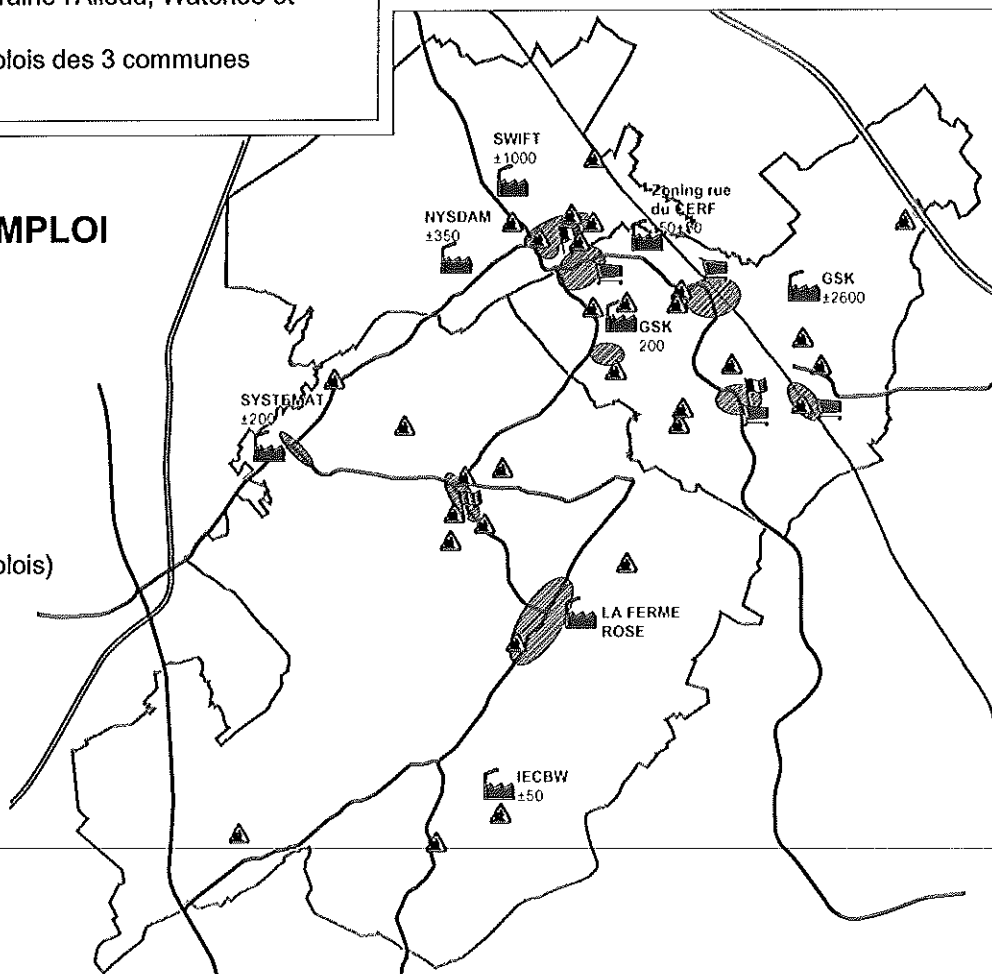 plois des 3 communes
MPLOI
SWIFT
±1000
NYSDAM
±350
Zoning rue
du CERF
GSK
±2600
GSK
200
SYSTEMAT
±200
plois)
LA FERME
ROSE
IECBW
±50